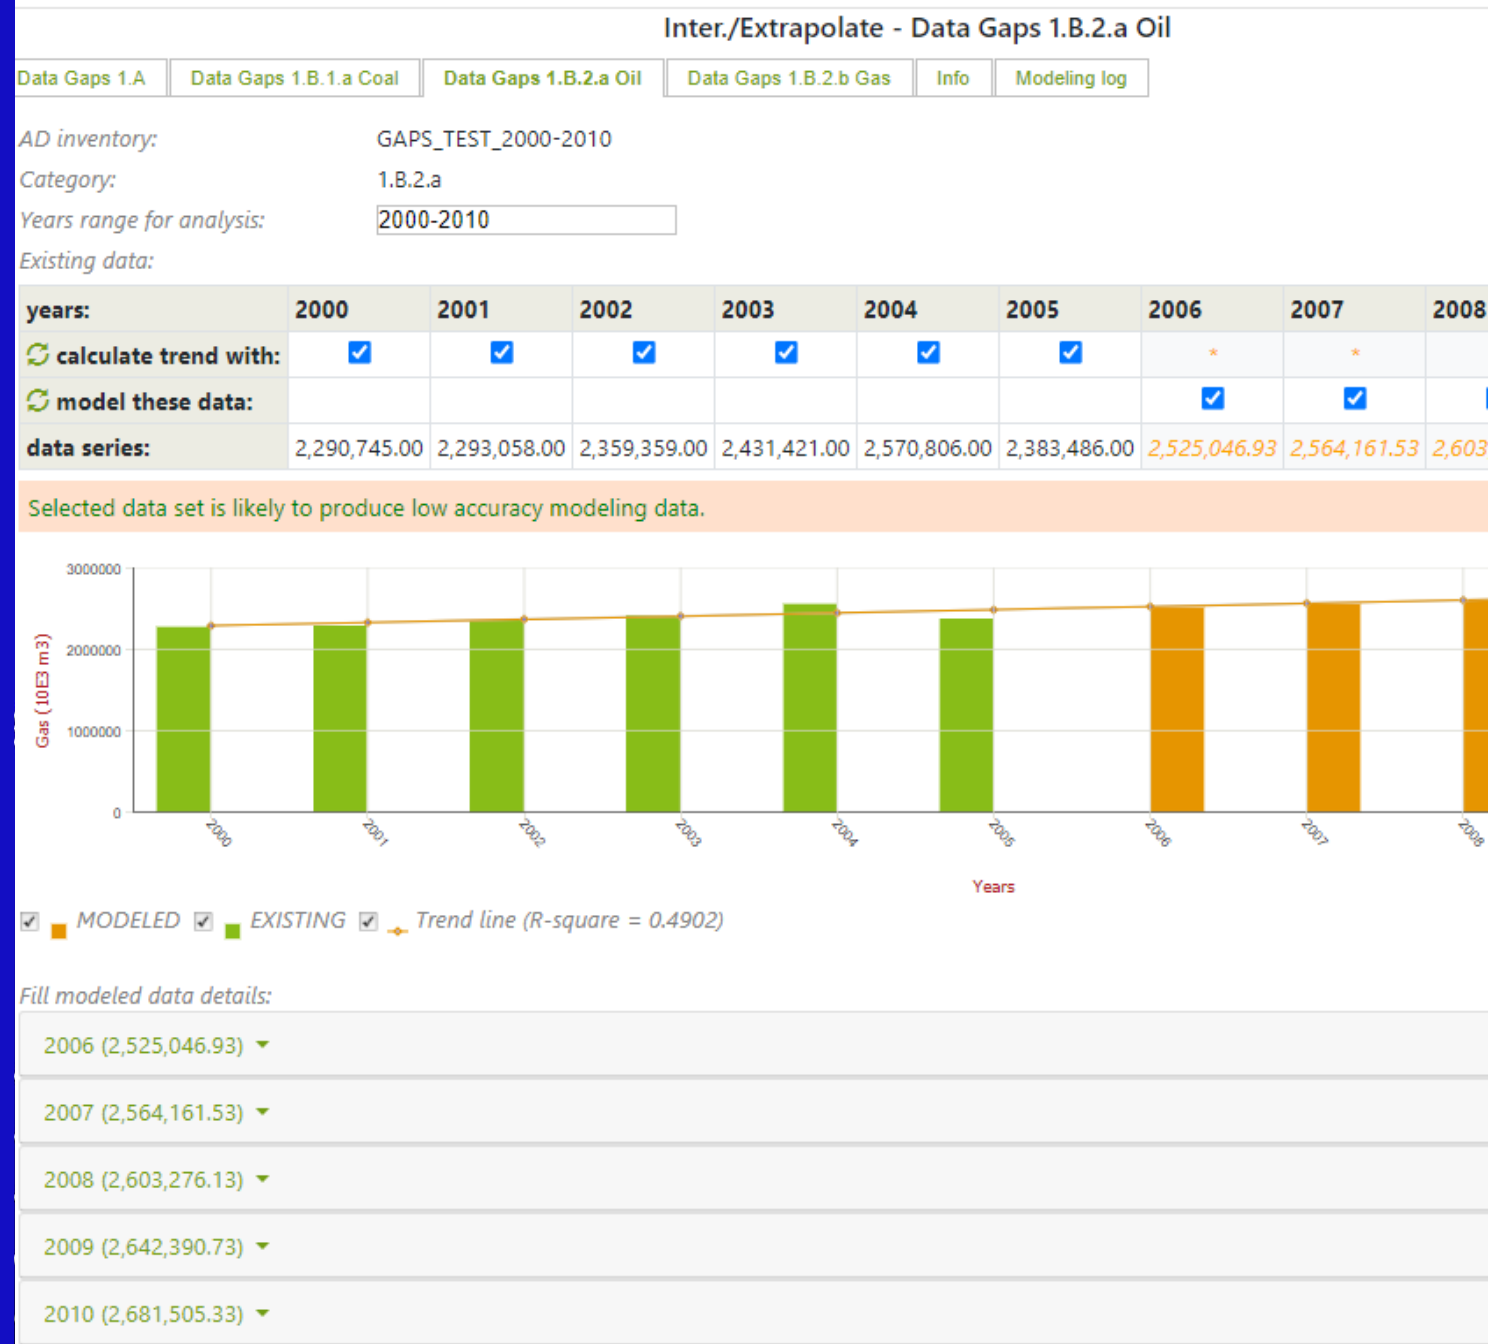 Inter./Extrapolate - Data Gaps 1.B.2.a Oil
Data Gaps 1.A Data Gaps 1.B.1.a Coal Data Gaps 1.B.2.a Oil Data Gaps 1.B.2.b Gas Info Modeling log
AD inventory: GAPS_TEST_2000-2010
Category: 1.B.2.a
Years range for analysis: 2000-2010
Existing data:
years: 2000 2001 2002 2003 2004 2005 2006 2007 2008
calculate trend with: * *
model these data:
data series: 2,290,745.00 2,293,058.00 2,359,359.00 2,431,421.00 2,570,806.00 2,383,486.00 2,525,046.93 2,564,161.53 2,603
Selected data set is likely to produce low accuracy modeling data.
3000000
2000000
1000000
0
Gas (10E3 m3)
2000 2001 2002 2003 2004 2005 2006 2007 2008
Years
MODELED EXISTING Trend line (R-square = 0.4902)
Fill modeled data details:
2006 (2,525,046.93)
2007 (2,564,161.53)
2008 (2,603,276.13)
2009 (2,642,390.73)
2010 (2,681,505.33)